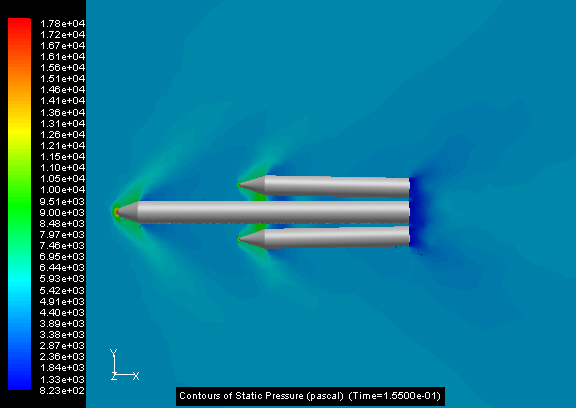 1.78e+04
1.72e+04
1.67e+04
1.61e+04
1.56e+04
1.51e+04
1.46e+04
1.41e+04
1.36e+04
1.31e+04
1.26e+04
1.21e+04
1.15e+04
1.10e+04
1.05e+04
1.00e+04
9.51e+03
9.00e+03
8.48e+03
7.97e+03
7.46e+03
6.95e+03
6.44e+03
5.93e+03
5.42e+03
4.91e+03
4.40e+03
3.89e+03
3.38e+03
2.87e+03
2.36e+03
1.84e+03
1.33e+03
8.23e+02
Y
Z X
Contours of Static Pressure (pascal) (Time=1.5500e-01)